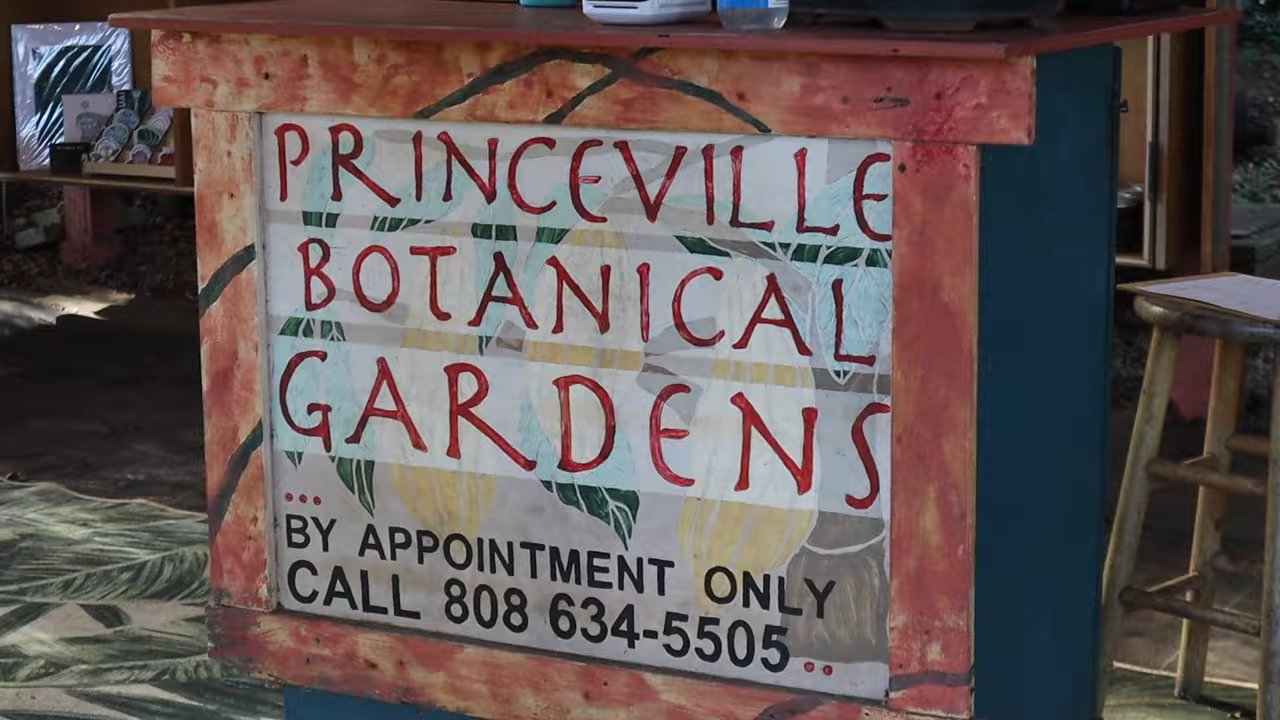 PRINCEVILLE
BOTANICAL
GARDENS
...
BY APPOINTMENT ONLY
CALL 808 634-5505..